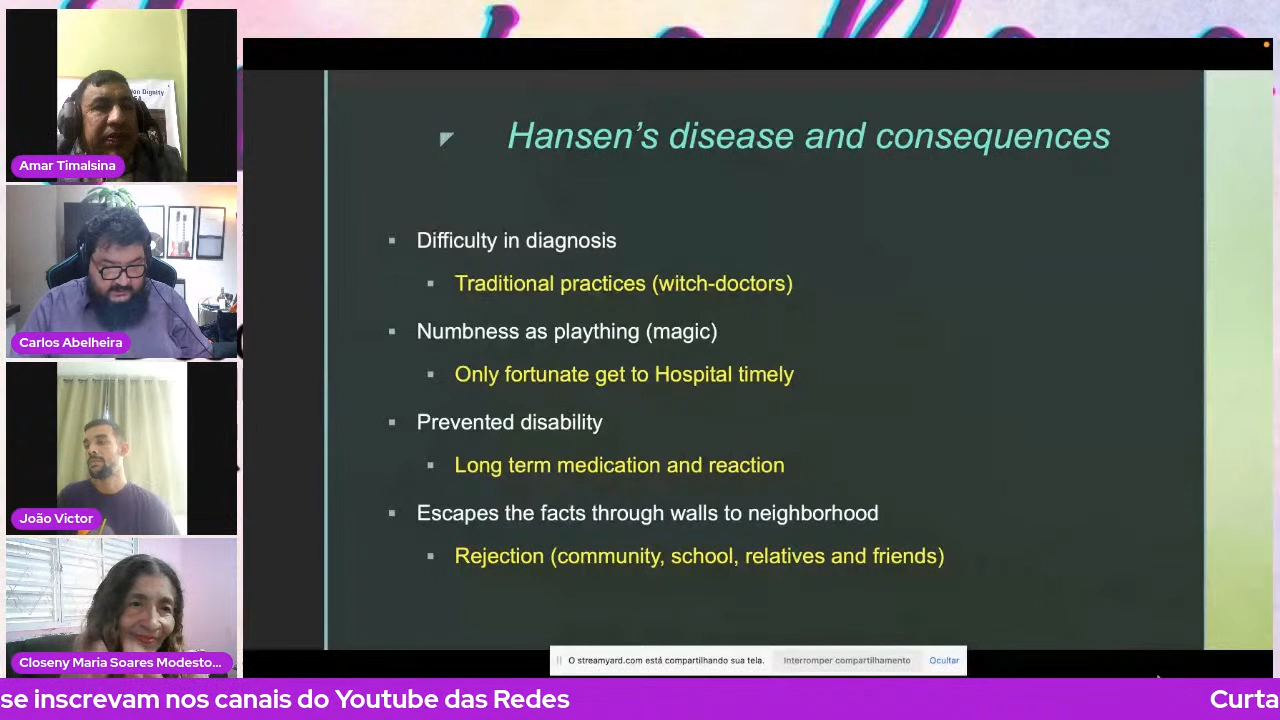 on Dignity
Amar Timalsina
Carlos Abelheira
João Victor
Closeny Maria Soares Modesto...
Hansen's disease and consequences
Difficulty in diagnosis
Traditional practices (witch-doctors)
Numbness as plaything (magic)
Only fortunate get to Hospital timely
Prevented disability
Long term medication and reaction
Escapes the facts through walls to neighborhood
Rejection (community, school, relatives and friends)
O streamyard.com está compartilhando sua tela.
Interromper compartilhamento
Ocultar
se inscrevam nos canais do Youtube das Redes
Curta